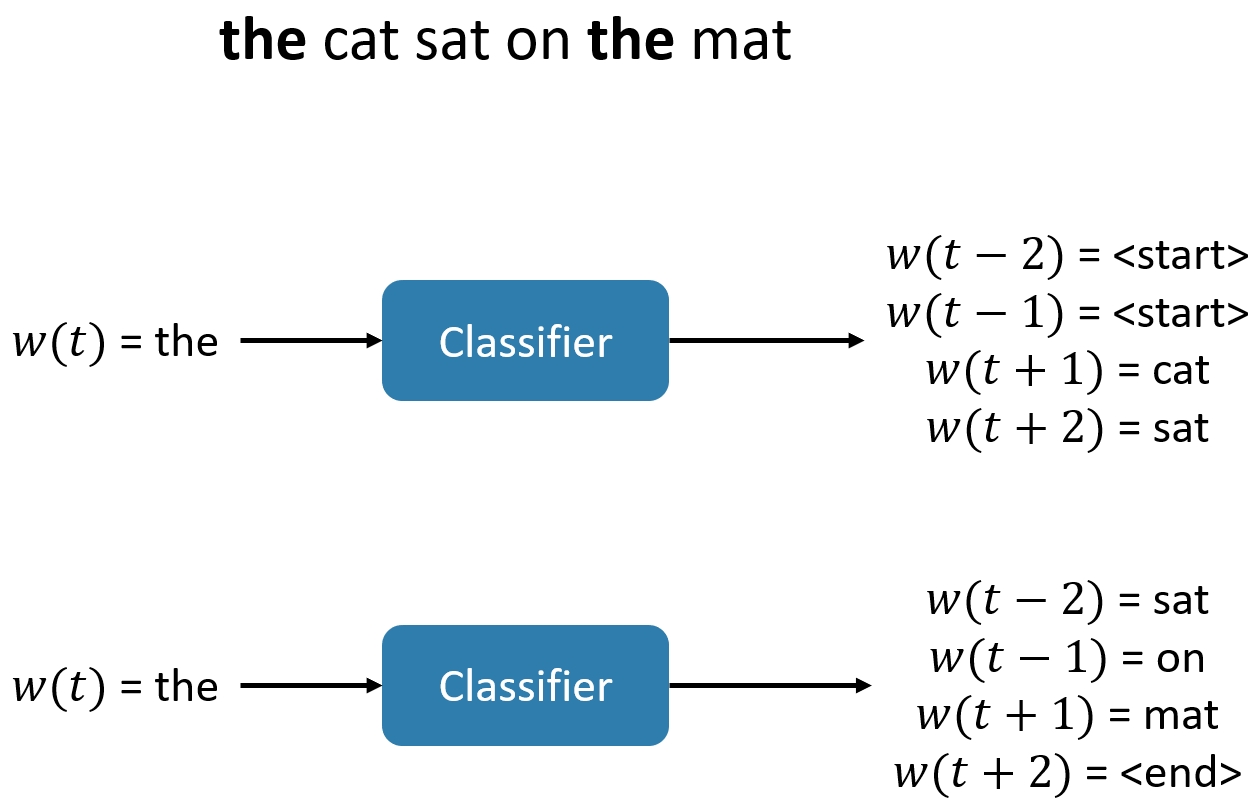 the cat sat on the mat
w(t) = the
Classifier
w(t − 2) = <start>
w(t − 1) = <start>
w(t + 1) = cat
w(t + 2) = sat
w(t) = the
Classifier
w(t − 2) = sat
w(t − 1) = on
w(t + 1) = mat
w(t + 2) = <end>